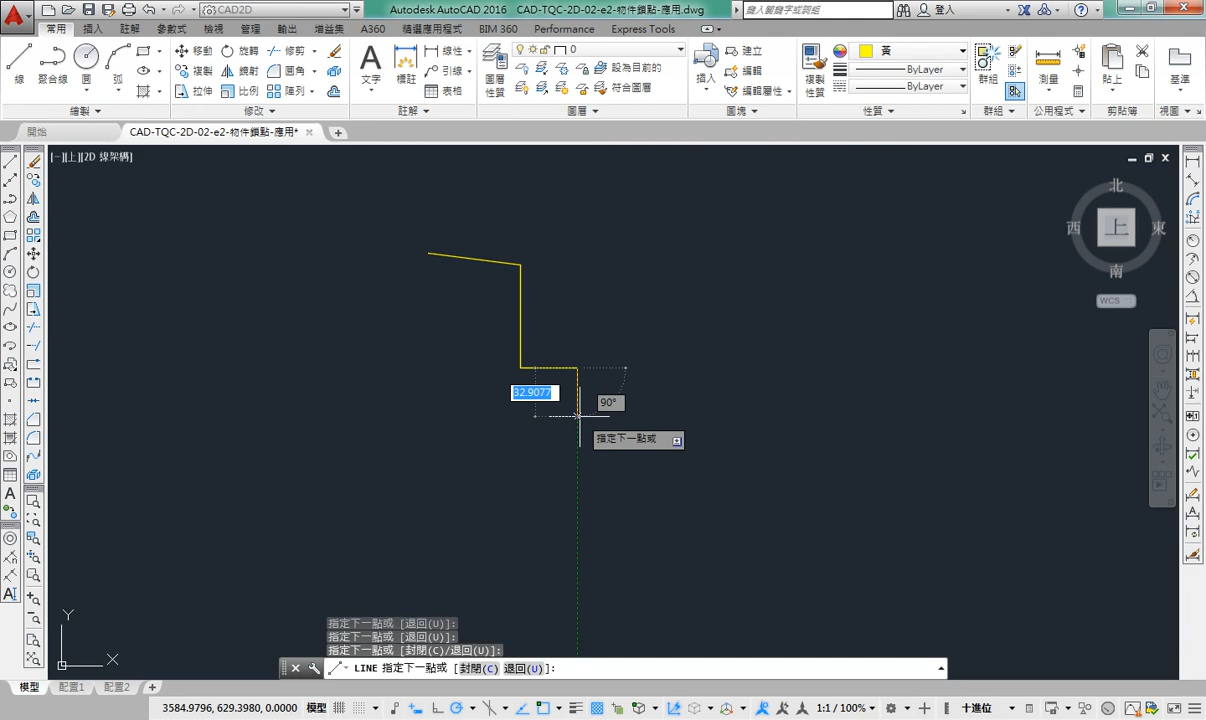 CAD2D
Autodesk AutoCAD 2016 CAD-TQC-2D-02-e2-物件鎖點-應用.dwg
鍵入關鍵字或詞組
登入
常用 插入 註解 參數式 檢視 管理 輸出 增益集 A360 精選應用程式 BIM 360 Performance Express Tools
線 聚合線 圓 弧
移動 旋轉 修剪
複製 鏡射 圓角
拉伸 比例 陣列
文字 標註
線性
引線
表格
圖層性質
0
設為目前的
符合圖層
插入
建立
編輯
編輯屬性
複製性質
黃
ByLayer
ByLayer
群組
測量
貼上
基準
繪製 修改 註解 圖層 圖塊 性質 群組 公用程式 剪貼簿 視圖
開始 CAD-TQC-2D-02-e2-物件鎖點-應用*
[−][上][2D 線架構]
北
西 上 東
南
WCS
32.9077
90°
指定下一點或
Y
X
指定下一點或 [退回(U)]:
指定下一點或 [退回(U)]:
指定下一點或 [封閉(C)/退回(U)]:
LINE 指定下一點或 [封閉(C) 退回(U)]:
模型 配置1 配置2
3584.9796, 629.3980, 0.0000 模型 1:1 / 100% 十進位